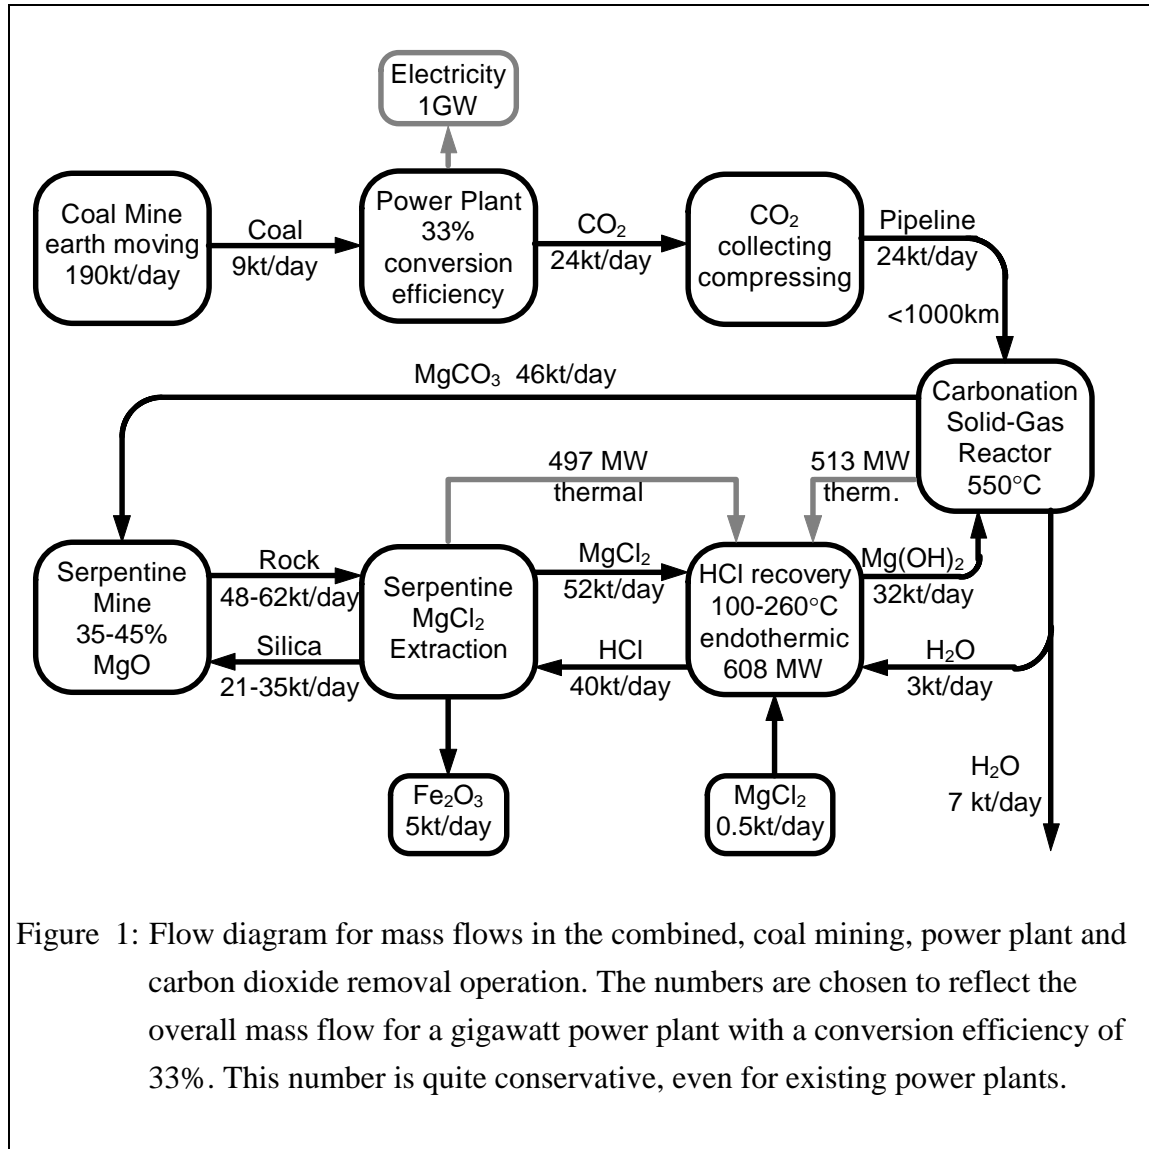 Electricity
1GW
Coal Mine
earth moving
190kt/day
Coal
9kt/day
Power Plant
33%
conversion
efficiency
CO₂
24kt/day
CO₂
collecting
compressing
Pipeline
24kt/day
<1000km
MgCO₃ 46kt/day
Carbonation
Solid-Gas
Reactor
550°C
497 MW
thermal
513 MW
therm.
Serpentine
Mine
35-45%
MgO
Rock
48-62kt/day
Silica
21-35kt/day
Serpentine
MgCl₂
Extraction
MgCl₂
52kt/day
HCl
40kt/day
HCl recovery
100-260°C
endothermic
608 MW
Mg(OH)₂
32kt/day
H₂O
3kt/day
Fe₂O₃
5kt/day
MgCl₂
0.5kt/day
H₂O
7 kt/day
Figure 1: Flow diagram for mass flows in the combined, coal mining, power plant and
carbon dioxide removal operation. The numbers are chosen to reflect the
overall mass flow for a gigawatt power plant with a conversion efficiency of
33%. This number is quite conservative, even for existing power plants.